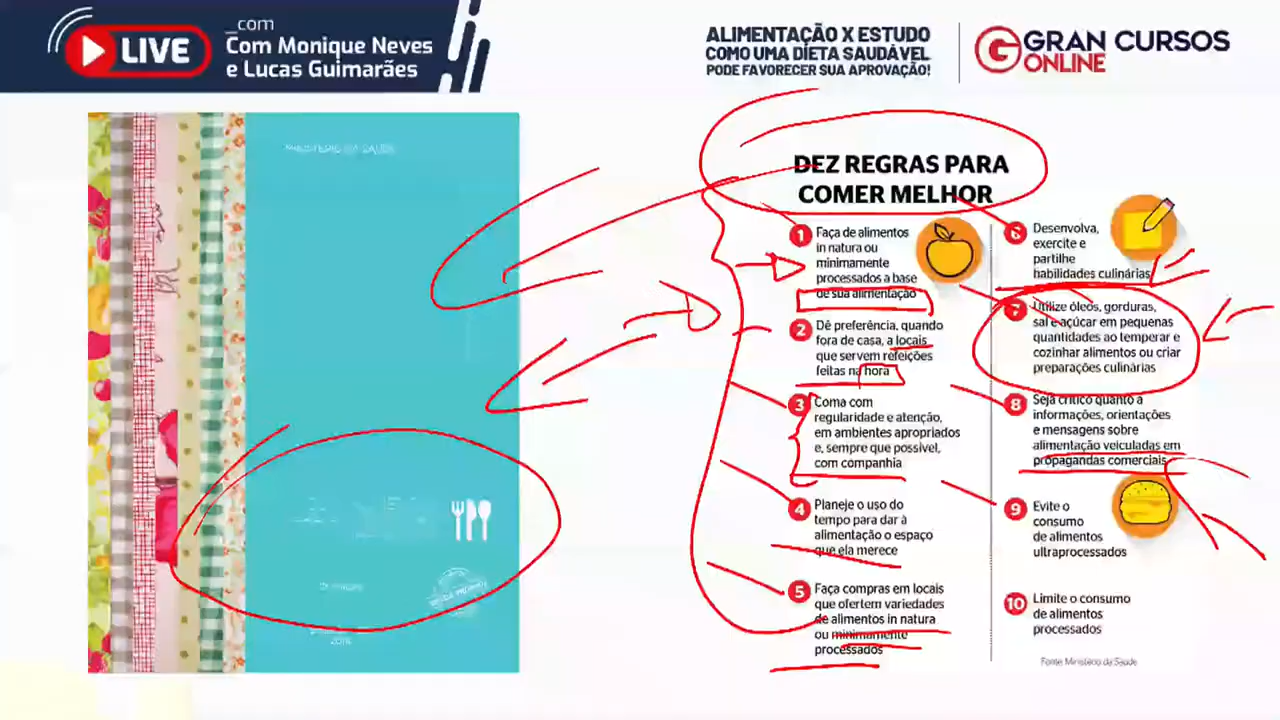 LIVE
_com
Com Monique Neves
e Lucas Guimarães
ALIMENTAÇÃO X ESTUDO
COMO UMA DIETA SAUDÁVEL
PODE FAVORECER SUA APROVAÇÃO!
GRAN CURSOS
ONLINE
MINISTÉRIO DA SAÚDE
DEZ REGRAS PARA
COMER MELHOR
1
Faça de alimentos
in natura ou
minimamente
processados a base
de sua alimentação
2
Dê preferência, quando
fora de casa, a locais
que servem refeições
feitas na hora
3
Coma com
regularidade e atenção,
em ambientes apropriados
e, sempre que possível,
com companhia
4
Planeje o uso do
tempo para dar à
alimentação o espaço
que ela merece
5
Faça compras em locais
que ofertem variedades
de alimentos in natura
ou minimamente
processados
6
Desenvolva,
exercite e
partilhe
habilidades culinárias
7
Utilize óleos, gorduras,
sal e açúcar em pequenas
quantidades ao temperar e
cozinhar alimentos ou criar
preparações culinárias
8
Seja crítico quanto a
informações, orientações
e mensagens sobre
alimentação veiculadas em
propagandas comerciais
9
Evite o
consumo
de alimentos
ultraprocessados
10
Limite o consumo
de alimentos
processados
Fonte: Ministério da Saúde